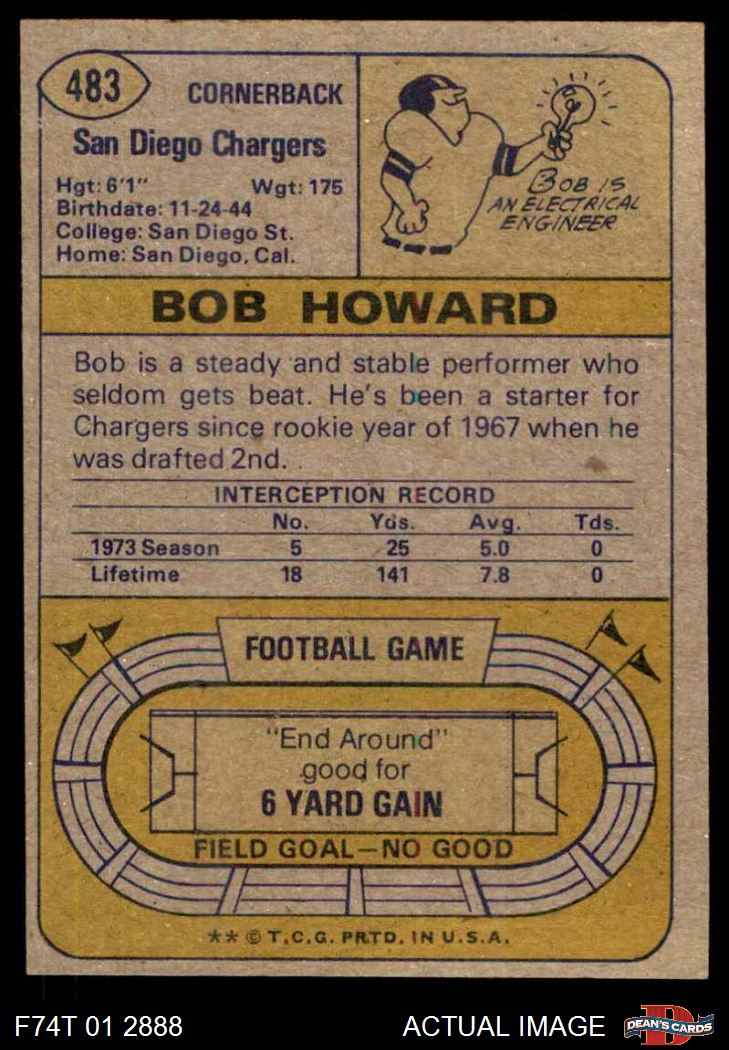 483
CORNERBACK
San Diego Chargers
Hgt: 6'1" Wgt: 175
Birthdate: 11-24-44
College: San Diego St.
Home: San Diego, Cal.
BOB IS
AN ELECTRICAL
ENGINEER
BOB HOWARD
Bob is a steady and stable performer who
seldom gets beat. He's been a starter for
Chargers since rookie year of 1967 when he
was drafted 2nd.
INTERCEPTION RECORD
No. Yds. Avg. Tds.
1973 Season 5 25 5.0 0
Lifetime 18 141 7.8 0
FOOTBALL GAME
"End Around"
good for
6 YARD GAIN
FIELD GOAL—NO GOOD
** © T.C.G. PRTD. IN U.S.A.
F74T 01 2888 ACTUAL IMAGE
D
DEAN'S CARDS